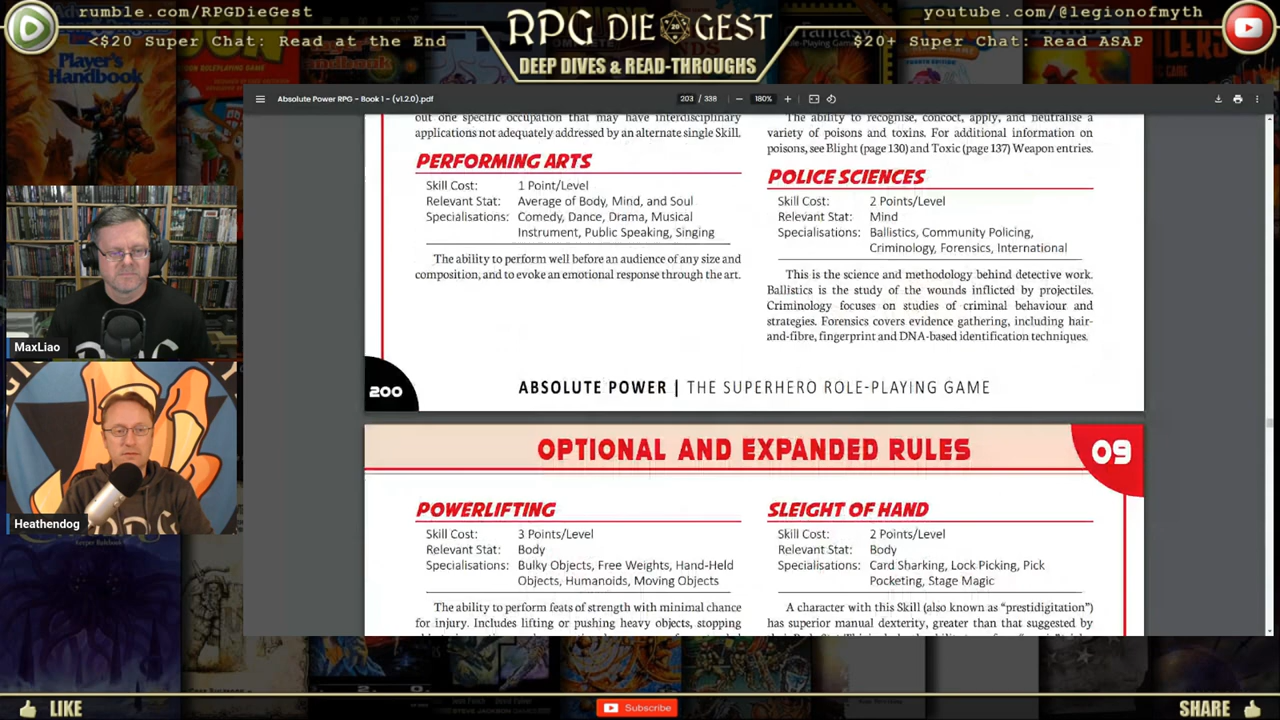 rumble.com/RPGDieGest
<$20 Super Chat: Read at the End
RPG DIE GEST
DEEP DIVES & READ-THROUGHS
youtube.com/@legionofmyth
$20+ Super Chat: Read ASAP
Player's
Handbook
Absolute Power RPG - Book 1 - (v1.2.0).pdf
203 / 338
180%
out one specific occupation that may have interdisciplinary
applications not adequately addressed by an alternate single Skill.
PERFORMING ARTS
Skill Cost: 1 Point/Level
Relevant Stat: Average of Body, Mind, and Soul
Specialisations: Comedy, Dance, Drama, Musical
Instrument, Public Speaking, Singing
The ability to perform well before an audience of any size and
composition, and to evoke an emotional response through the art.
The ability to recognise, concoct, apply, and neutralise a
variety of poisons and toxins. For additional information on
poisons, see Blight (page 130) and Toxic (page 137) Weapon entries.
POLICE SCIENCES
Skill Cost: 2 Points/Level
Relevant Stat: Mind
Specialisations: Ballistics, Community Policing,
Criminology, Forensics, International
This is the science and methodology behind detective work.
Ballistics is the study of the wounds inflicted by projectiles.
Criminology focuses on studies of criminal behaviour and
strategies. Forensics covers evidence gathering, including hair-
and-fibre, fingerprint and DNA-based identification techniques.
200
ABSOLUTE POWER | THE SUPERHERO ROLE-PLAYING GAME
OPTIONAL AND EXPANDED RULES
09
POWERLIFTING
Skill Cost: 3 Points/Level
Relevant Stat: Body
Specialisations: Bulky Objects, Free Weights, Hand-Held
Objects, Humanoids, Moving Objects
The ability to perform feats of strength with minimal chance
for injury. Includes lifting or pushing heavy objects, stopping
SLEIGHT OF HAND
Skill Cost: 2 Points/Level
Relevant Stat: Body
Specialisations: Card Sharking, Lock Picking, Pick
Pocketing, Stage Magic
A character with this Skill (also known as "prestidigitation")
has superior manual dexterity, greater than that suggested by
MaxLiao
Heathendog
LIKE
Subscribe
SHARE